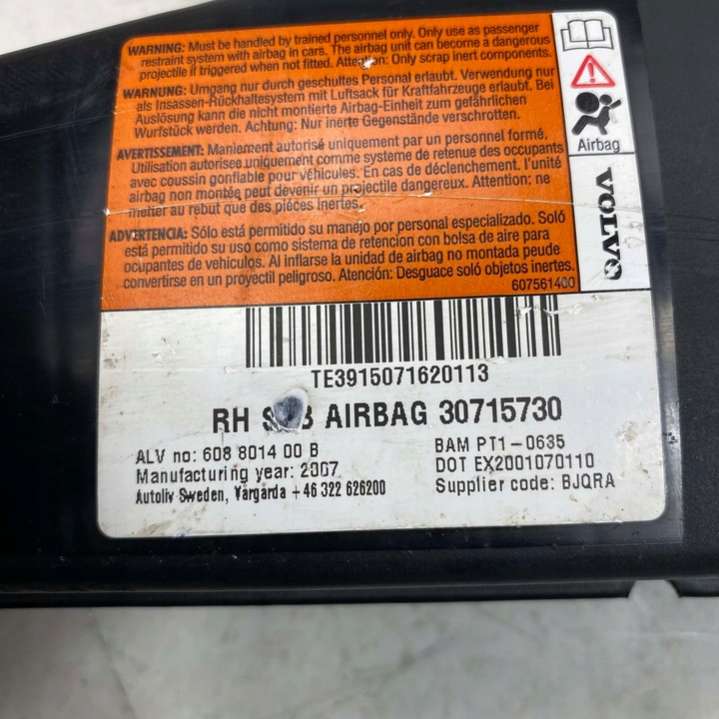 WARNING: Must be handled by trained personnel only. Only use as passenger
restraint system with airbag in cars. The airbag unit can become a dangerous
projectile if triggered when not fitted. Attention: Only scrap inert components.
WARNUNG: Umgang nur durch geschultes Personal erlaubt. Verwendung nur
als Insassen-Rückhaltesystem mit Luftsack für Kraftfahrzeuge erlaubt. Bei
Auslösung kann die nicht montierte Airbag-Einheit zum gefährlichen
Wurfstück werden. Achtung: Nur inerte Gegenstände verschrotten.
AVERTISSEMENT: Maniement autorisé uniquement par un personnel formé.
Utilisation autorisée uniquement comme système de retenue des occupants
avec coussin gonflable pour véhicules. En cas de déclenchement, l'unité
airbag non montée peut devenir un projectile dangereux. Attention: ne
metter au rebut que des pièces inertes.
ADVERTENCIA: Sólo está permitido su manejo por personal especializado. Soló
está permitido su uso como sistema de retención con bolsa de aire para
ocupantes de vehículos. Al inflarse la unidad de airbag no montada peude
convertirse en un proyectil peligroso. Atención: Desguace soló objetos inertes.
607561400
Airbag
VOLVO
TE3915071620113
RH AIRBAG 30715730
ALV no: 608 8014 00 B
BAM PT1-0635
Manufacturing year: 2007
DOT EX2001070110
Autoliv Sweden, Vårgårda +46 322 626200
Supplier code: BJQRA